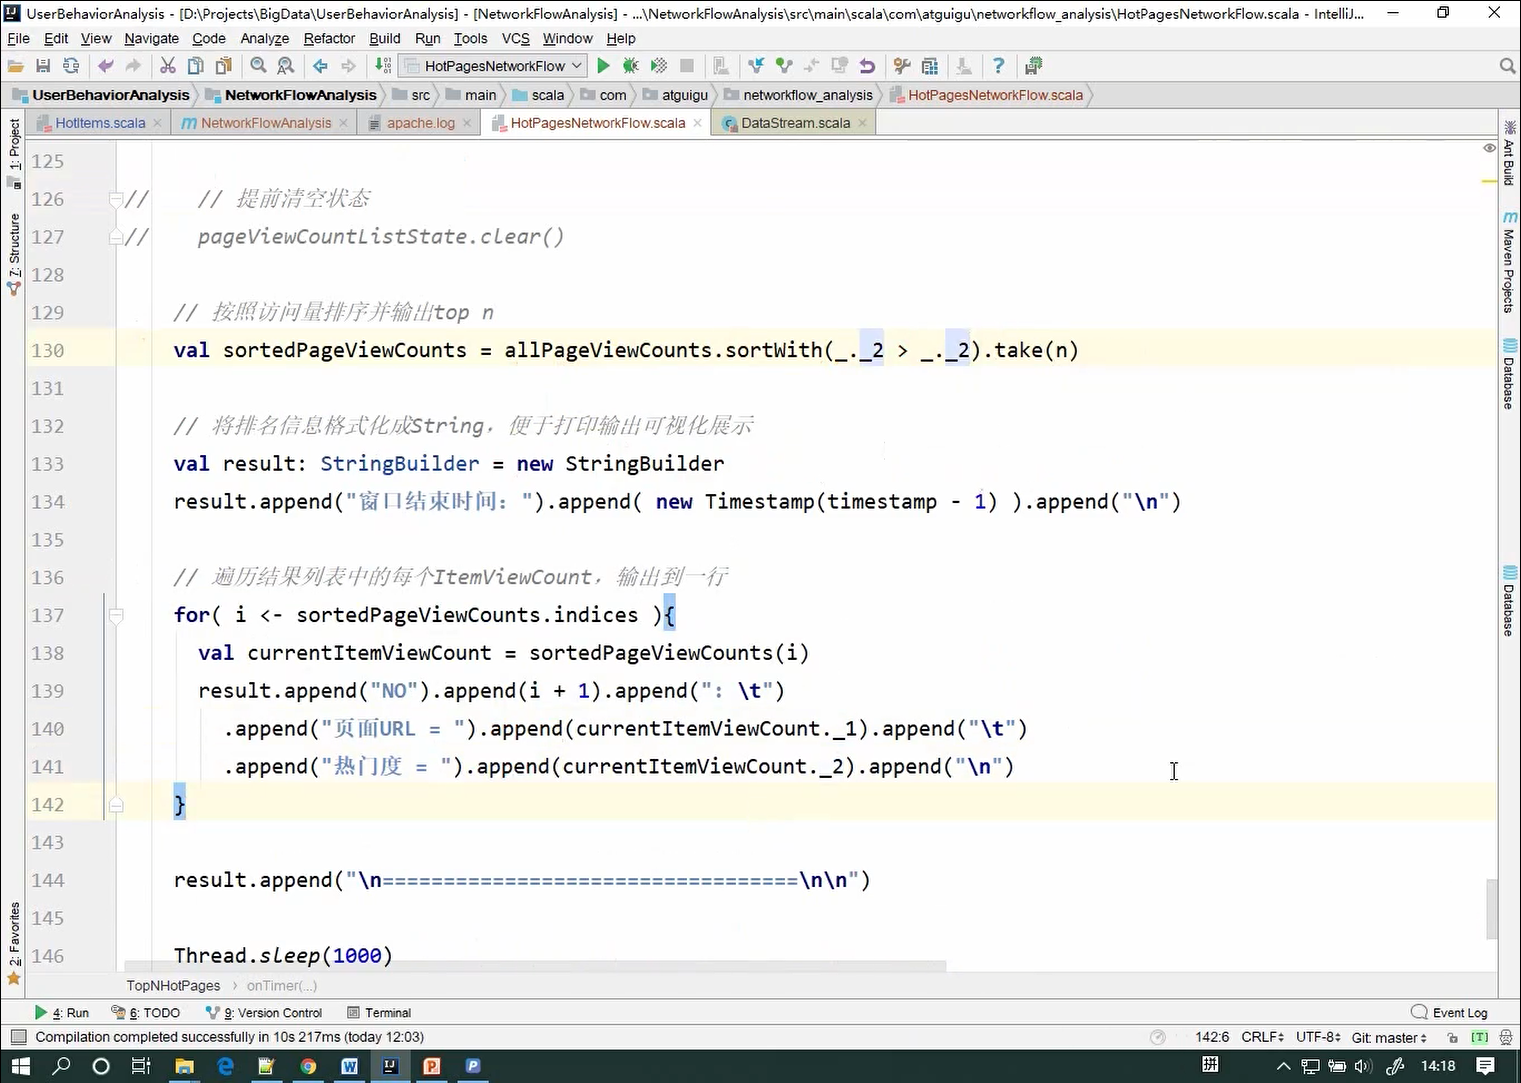 UserBehaviorAnalysis - [D:\Projects\BigData\UserBehaviorAnalysis] - [NetworkFlowAnalysis] - ...\NetworkFlowAnalysis\src\main\scala\com\atguigu\networkflow_analysis\HotPagesNetworkFlow.scala - IntelliJ...
File Edit View Navigate Code Analyze Refactor Build Run Tools VCS Window Help
HotPagesNetworkFlow
UserBehaviorAnalysis NetworkFlowAnalysis src main scala com atguigu networkflow_analysis HotPagesNetworkFlow.scala
HotItems.scala NetworkFlowAnalysis apache.log HotPagesNetworkFlow.scala DataStream.scala
1: Project
7: Structure
2: Favorites
Ant Build
Maven Projects
Database
Database
125
126 // // 提前清空状态
127 // pageViewCountListState.clear()
128
129 // 按照访问量排序并输出top n
130 val sortedPageViewCounts = allPageViewCounts.sortWith(_._2 > _._2).take(n)
131
132 // 将排名信息格式化成String，便于打印输出可视化展示
133 val result: StringBuilder = new StringBuilder
134 result.append("窗口结束时间：").append( new Timestamp(timestamp - 1) ).append("\n")
135
136 // 遍历结果列表中的每个ItemViewCount，输出到一行
137 for( i <- sortedPageViewCounts.indices ){
138 val currentItemViewCount = sortedPageViewCounts(i)
139 result.append("NO").append(i + 1).append(": \t")
140 .append("页面URL = ").append(currentItemViewCount._1).append("\t")
141 .append("热门度 = ").append(currentItemViewCount._2).append("\n")
142 }
143
144 result.append("\n==================================\n\n")
145
146 Thread.sleep(1000)
TopNHotPages onTimer(...)
4: Run 6: TODO 9: Version Control Terminal Event Log
Compilation completed successfully in 10s 217ms (today 12:03) 142:6 CRLF UTF-8 Git: master [T]
拼 14:18